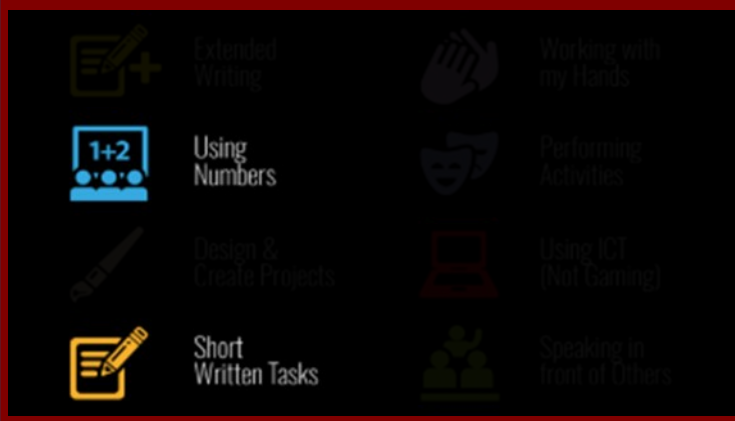 Extended
Writing
Working with
my Hands
1+2
Using
Numbers
Performing
Activities
Design &
Create Projects
Using ICT
(Not Gaming)
Short
Written Tasks
Speaking in
front of Others